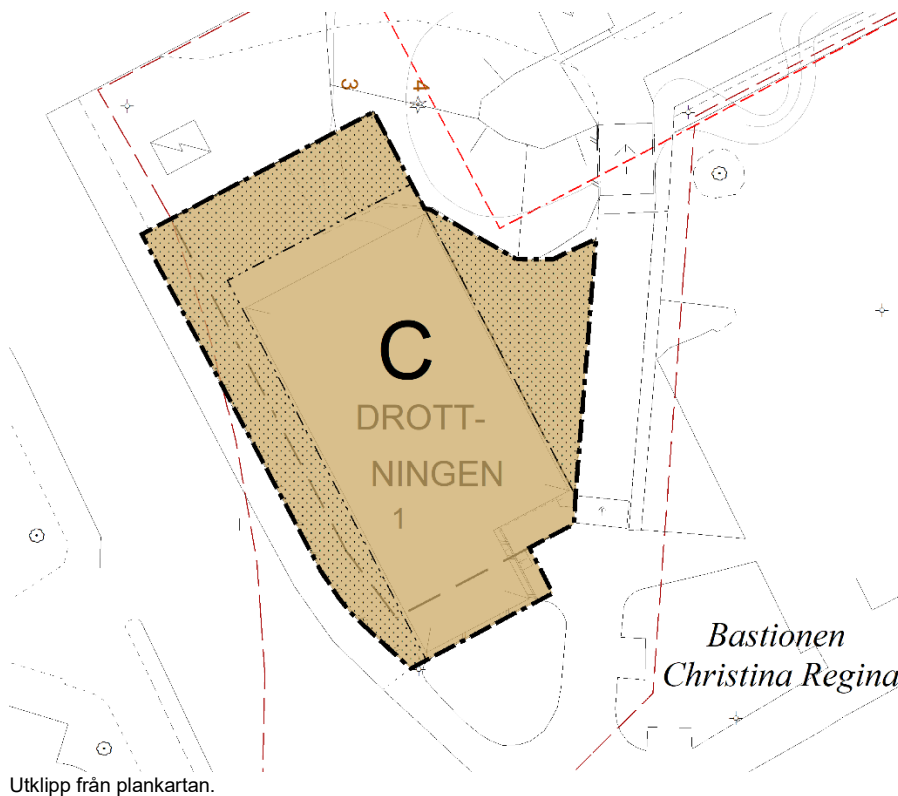 3
4
C
DROTT-
NINGEN
1
Bastionen
Christina Regina
Utklipp från plankartan.